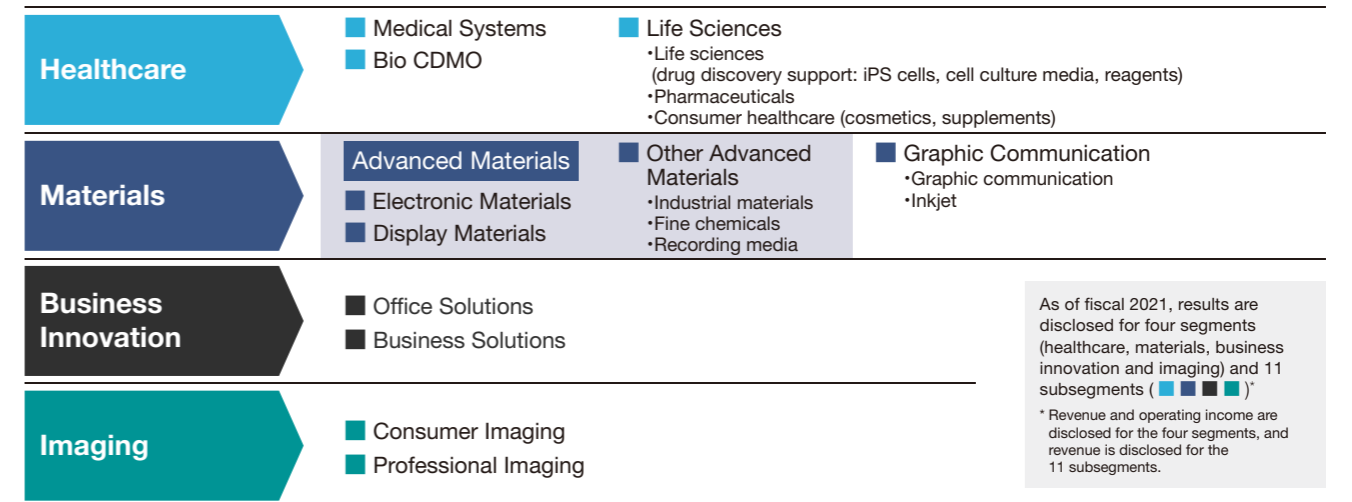 Healthcare
Medical Systems
Bio CDMO
Life Sciences
・Life sciences
(drug discovery support: iPS cells, cell culture media, reagents)
・Pharmaceuticals
・Consumer healthcare (cosmetics, supplements)
Materials
Advanced Materials
Electronic Materials
Display Materials
Other Advanced
Materials
・Industrial materials
・Fine chemicals
・Recording media
Graphic Communication
・Graphic communication
・Inkjet
Business
Innovation
Office Solutions
Business Solutions
Imaging
Consumer Imaging
Professional Imaging
As of fiscal 2021, results are
disclosed for four segments
(healthcare, materials, business
innovation and imaging) and 11
subsegments ( ■ ■ ■ ■ )*
* Revenue and operating income are
disclosed for the four segments, and
revenue is disclosed for the
11 subsegments.